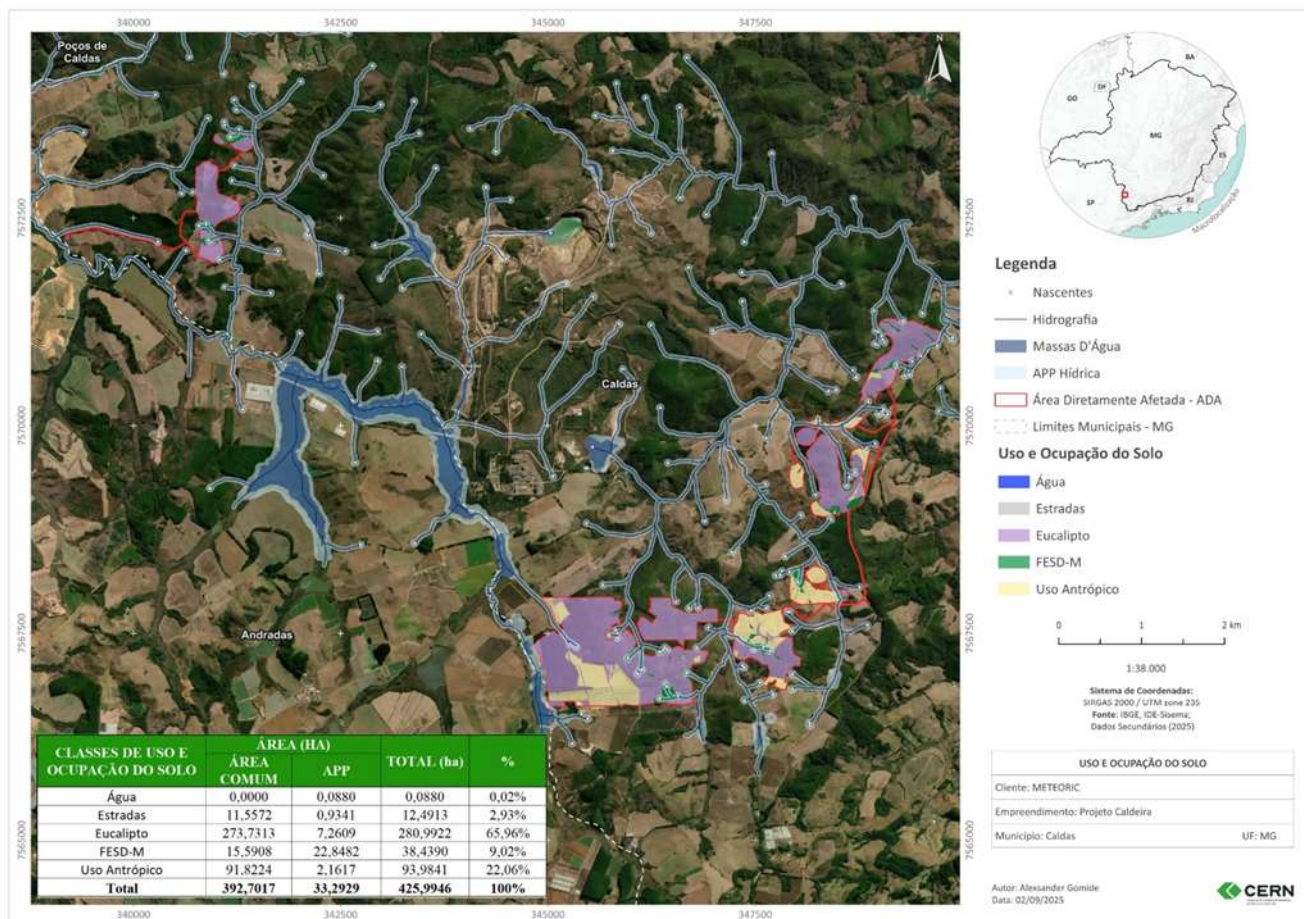 340000 342500 345000 347500
Poços de
Caldas
N
7572500
7572500
7570000
7570000
7567500
7567500
7565000
7565000
Caldas
Andradas
CLASSES DE USO E OCUPAÇÃO DO SOLO ÁREA (HA) TOTAL (ha) %
ÁREA COMUM APP
Água 0,0000 0,0880 0,0880 0,02%
Estradas 11,5572 0,9341 12,4913 2,93%
Eucalipto 273,7313 7,2609 280,9922 65,96%
FESD-M 15,5908 22,8482 38,4390 9,02%
Uso Antrópico 91,8224 2,1617 93,9841 22,06%
Total 392,7017 33,2929 425,9946 100%
340000 342500 345000 347500
BA
DF
GO
MG
ES
SP
RJ
Macrolocalização
Legenda
Nascentes
Hidrografia
Massas D'Água
APP Hídrica
Área Diretamente Afetada - ADA
Limites Municipais - MG
Uso e Ocupação do Solo
Água
Estradas
Eucalipto
FESD-M
Uso Antrópico
0 1 2 km
1:38.000
Sistema de Coordenadas:
SIRGAS 2000 / UTM zone 23S
Fonte: IBGE, IDE-Sisema;
Dados Secundários (2025)
USO E OCUPAÇÃO DO SOLO
Cliente: METEORIC
Empreendimento: Projeto Caldeira
Município: Caldas UF: MG
Autor: Alexsander Gomide
Data: 02/09/2025
CERN